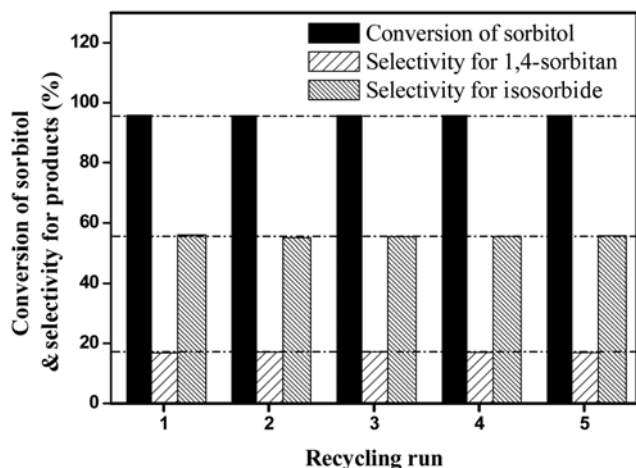 Conversion of sorbitol
& selectivity for products (%)
120
100
80
60
40
20
0
Conversion of sorbitol
Selectivity for 1,4-sorbitan
Selectivity for isosorbide
1 2 3 4 5
Recycling run